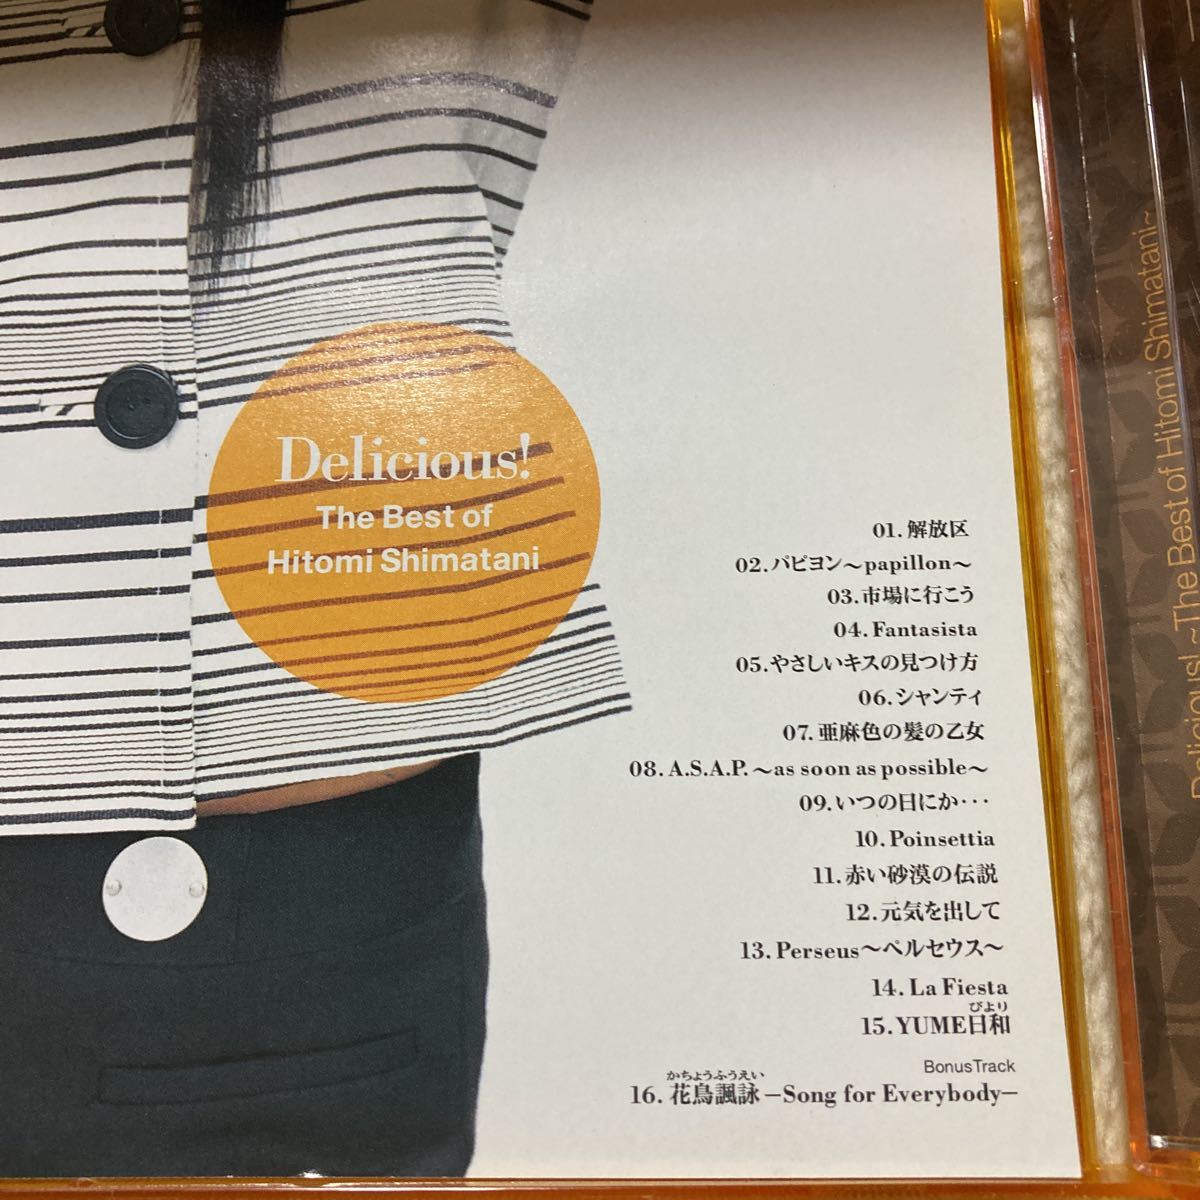 Delicious!
The Best of
Hitomi Shimatani
01.解放区
02.パピヨン〜papillon〜
03.市場に行こう
04.Fantasista
05.やさしいキスの見つけ方
06.シャンティ
07.亜麻色の髪の乙女
08.A.S.A.P.〜as soon as possible〜
09.いつの日にか･･･
10.Poinsettia
11.赤い砂漠の伝説
12.元気を出して
13.Perseus〜ペルセウス〜
14.La Fiesta
びより
15.YUME日和
Bonus Track
かちょうふうえい
16.花鳥諷詠−Song for Everybody−
Delicious! The Best of Hitomi Shimatani